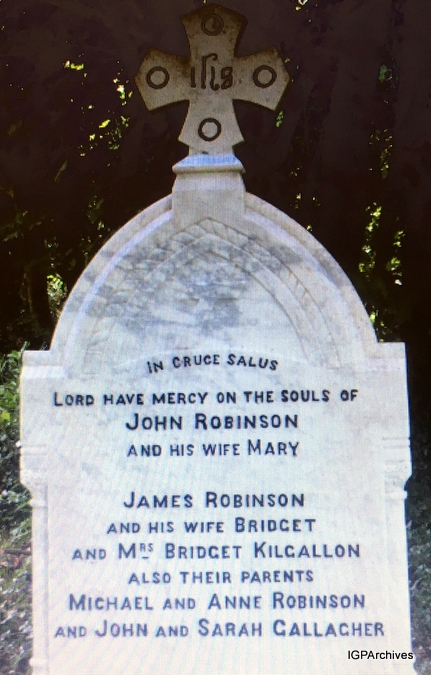 IHS
IN CRUCE SALUS
LORD HAVE MERCY ON THE SOULS OF
JOHN ROBINSON
AND HIS WIFE MARY
JAMES ROBINSON
AND HIS WIFE BRIDGET
AND MRS BRIDGET KILGALLON
ALSO THEIR PARENTS
MICHAEL AND ANNE ROBINSON
AND JOHN AND SARAH GALLAGHER
IGPArchives